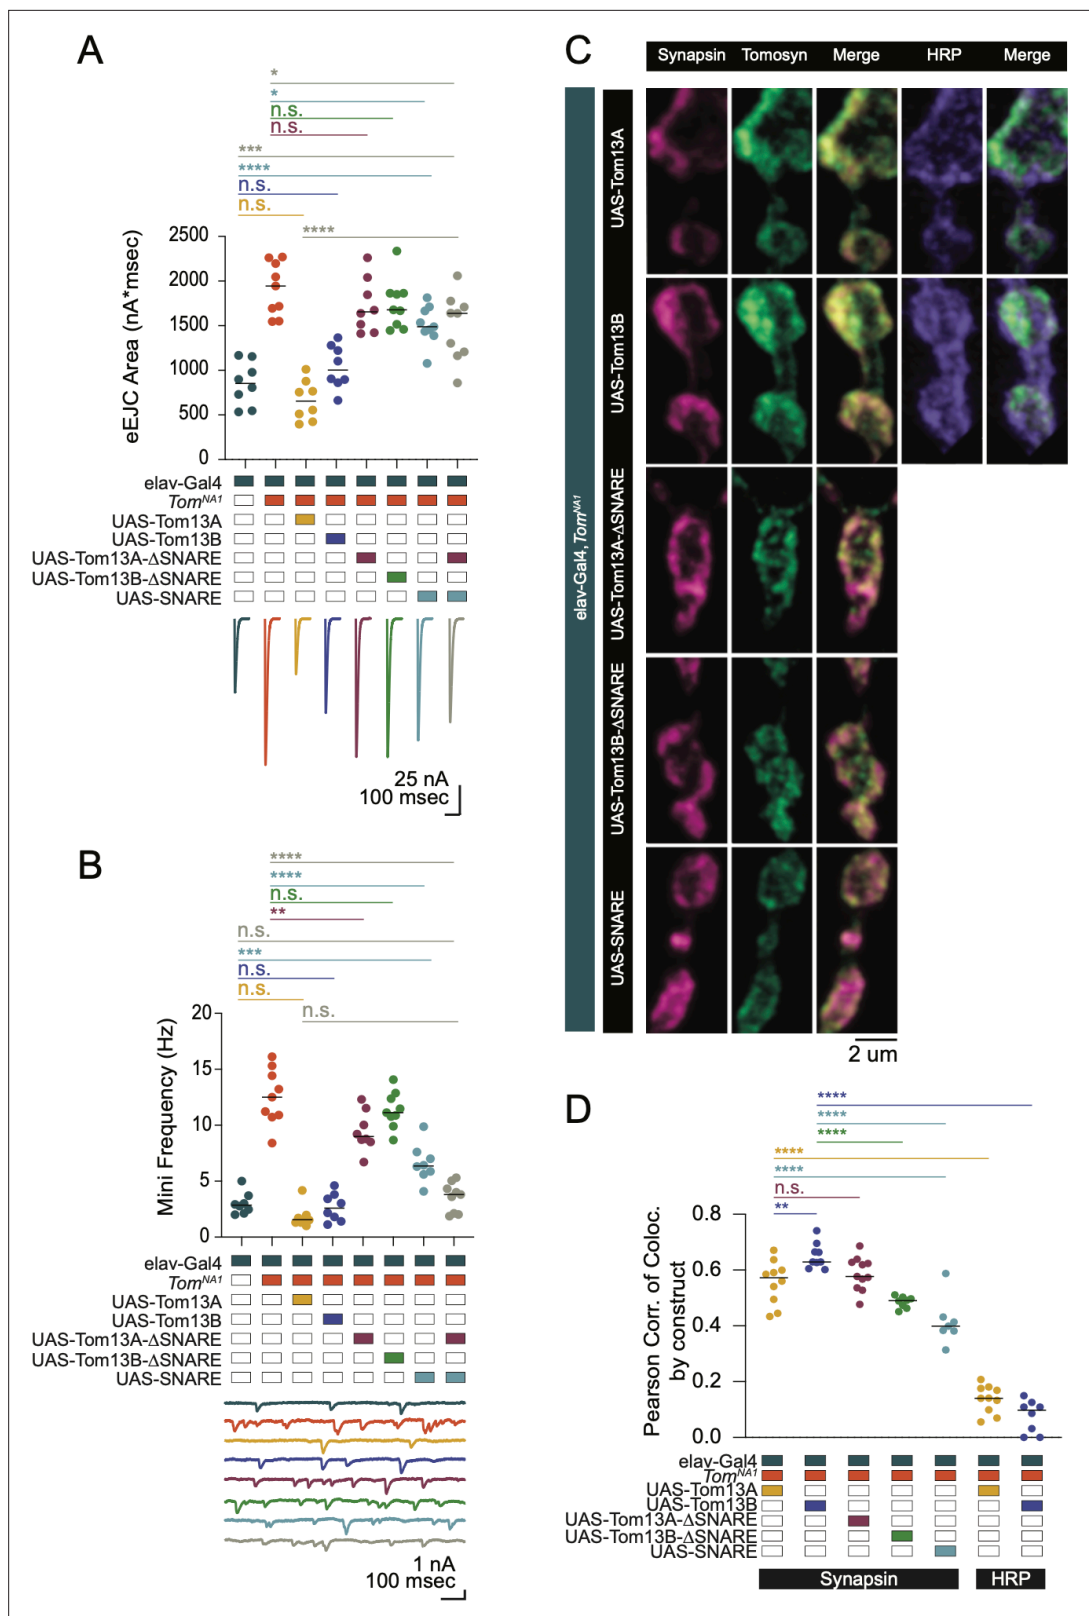 A
*
*
n.s.
n.s.
***
****
n.s.
n.s.
****
eEJC Area (nA*msec)
2500
2000
1500
1000
500
0
elav-Gal4
Tom^NA1
UAS-Tom13A
UAS-Tom13B
UAS-Tom13A-ΔSNARE
UAS-Tom13B-ΔSNARE
UAS-SNARE
25 nA
100 msec
B
****
****
n.s.
**
n.s.
***
n.s.
n.s.
n.s.
Mini Frequency (Hz)
20
15
10
5
0
elav-Gal4
Tom^NA1
UAS-Tom13A
UAS-Tom13B
UAS-Tom13A-ΔSNARE
UAS-Tom13B-ΔSNARE
UAS-SNARE
1 nA
100 msec
C
Synapsin Tomosyn Merge HRP Merge
elav-Gal4,Tom^NA1
UAS-Tom13A
UAS-Tom13B
UAS-Tom13A-ΔSNARE
UAS-Tom13B-ΔSNARE
UAS-SNARE
2 um
D
****
****
****
****
****
n.s.
**
Pearson Corr. of Coloc.
by construct
0.8
0.6
0.4
0.2
0.0
elav-Gal4
Tom^NA1
UAS-Tom13A
UAS-Tom13B
UAS-Tom13A-ΔSNARE
UAS-Tom13B-ΔSNARE
UAS-SNARE
Synapsin HRP